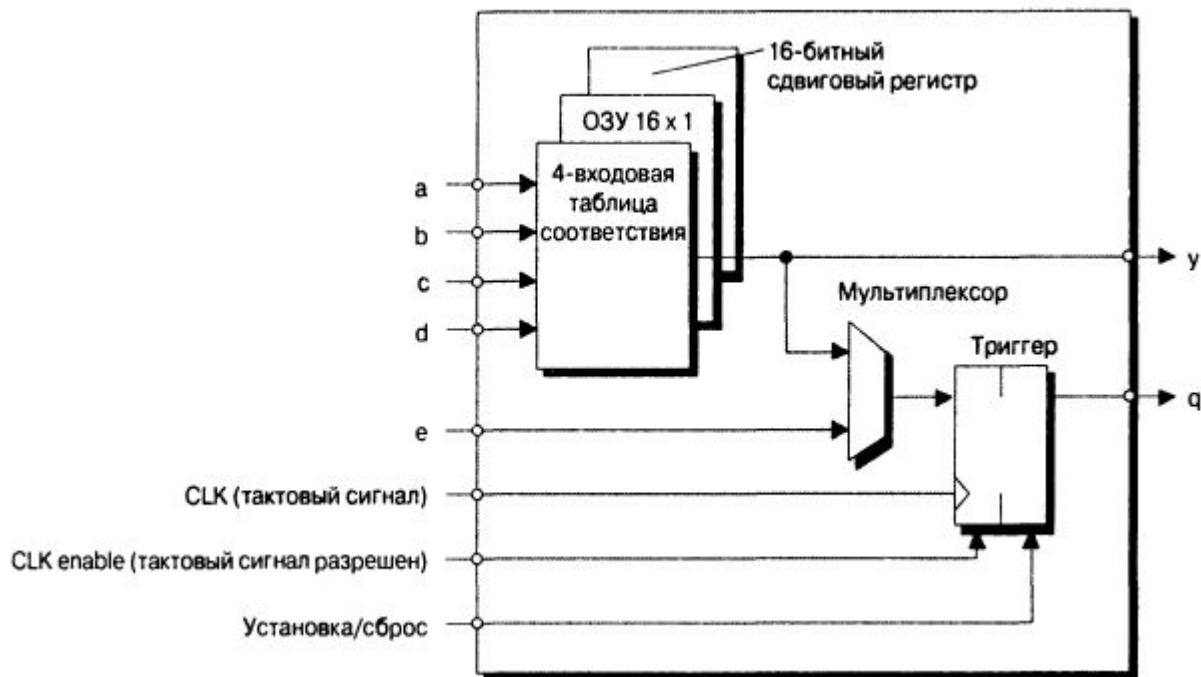 16-битный
сдвиговый регистр
ОЗУ 16 x 1
4-входовая
таблица
соответствия
a
b
c
d
y
Мультиплексор
Триггер
q
e
CLK (тактовый сигнал)
CLK enable (тактовый сигнал разрешен)
Установка/сброс